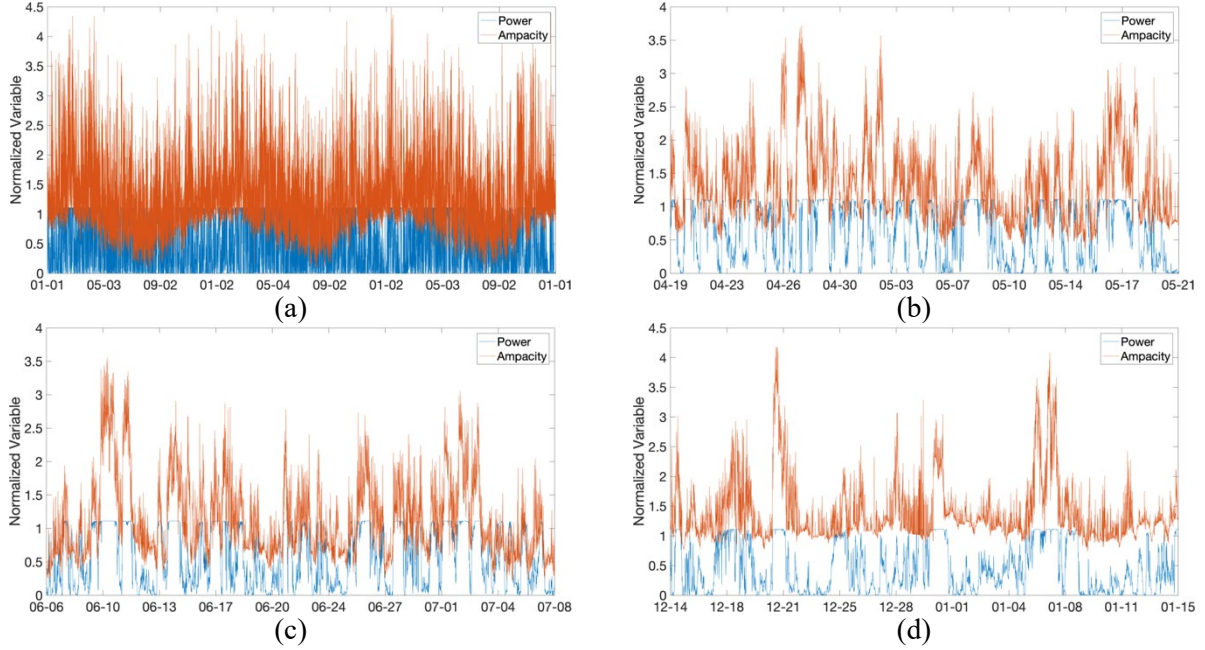 4.5
4
3.5
3
2.5
2
1.5
1
0.5
0
Normalized Variable
Power
Ampacity
01-01 05-03 09-02 01-02 05-04 09-02 01-02 05-03 09-02 01-01
(a)
4
3.5
3
2.5
2
1.5
1
0.5
0
Normalized Variable
Power
Ampacity
04-19 04-23 04-26 04-30 05-03 05-07 05-10 05-14 05-17 05-21
(b)
4
3.5
3
2.5
2
1.5
1
0.5
0
Normalized Variable
Power
Ampacity
06-06 06-10 06-13 06-17 06-20 06-24 06-27 07-01 07-04 07-08
(c)
4.5
4
3.5
3
2.5
2
1.5
1
0.5
0
Normalized Variable
Power
Ampacity
12-14 12-18 12-21 12-25 12-28 01-01 01-04 01-08 01-11 01-15
(d)